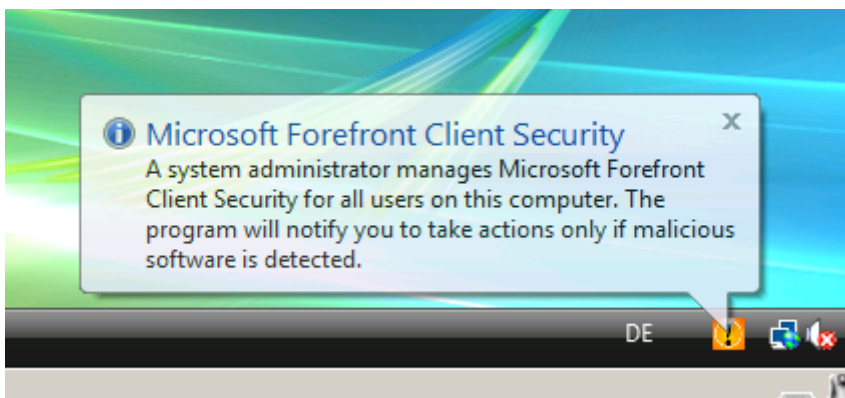 Microsoft Forefront Client Security
A system administrator manages Microsoft Forefront
Client Security for all users on this computer. The
program will notify you to take actions only if malicious
software is detected.
DE